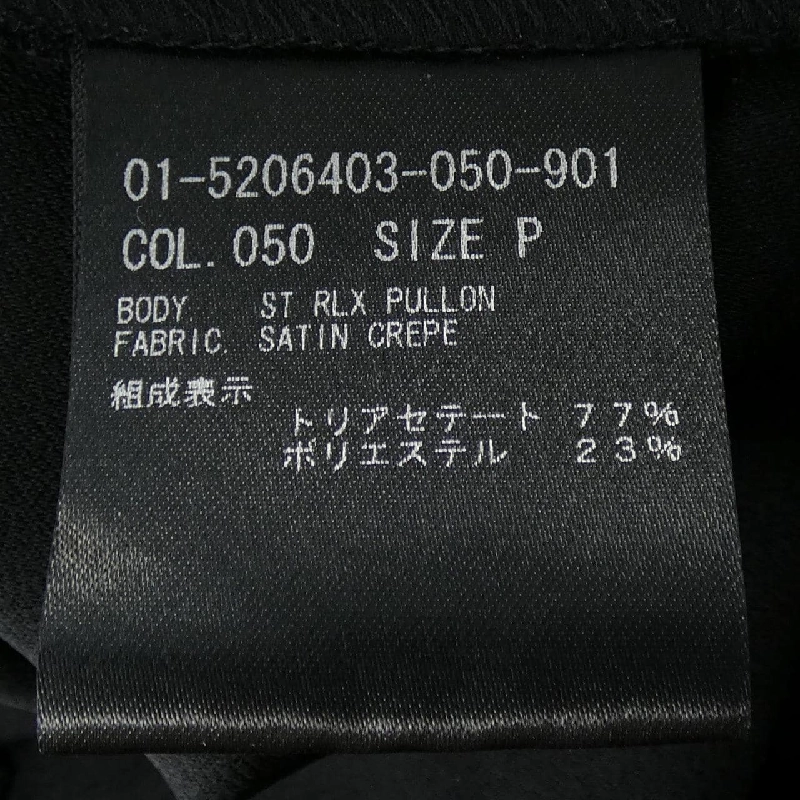 01-5206403-050-901
COL. 050 SIZE P
BODY. ST RLX PULLON
FABRIC. SATIN CREPE
組成表示
トリアセテート 77%
ポリエステル 23%